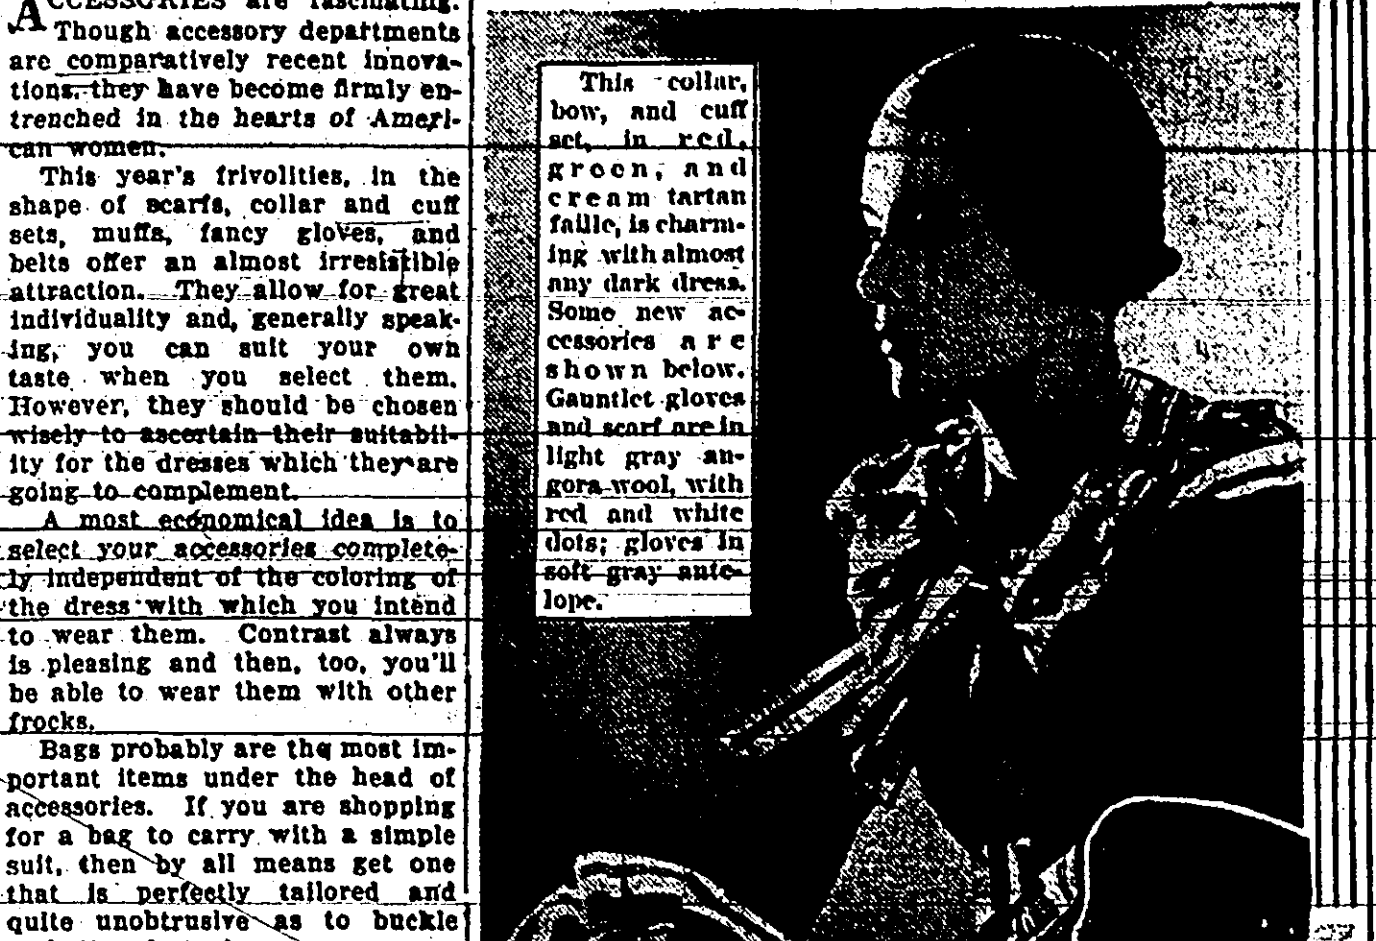 ACCESSORIES are fascinating.
Though accessory departments
are comparatively recent innova-
tions, they have become firmly en-
trenched in the hearts of Ameri-
can women.
This year's frivolities, in the
shape of scarfs, collar and cuff
sets, muffs, fancy gloves, and
belts offer an almost irresistible
attraction. They allow for great
individuality and, generally speak-
ing, you can suit your own
taste when you select them.
However, they should be chosen
wisely to ascertain their suitabil-
ity for the dresses which they are
going to complement.
A most economical idea is to
select your accessories complete-
ly independent of the coloring of
the dress with which you intend
to wear them. Contrast always
is pleasing and then, too, you'll
be able to wear them with other
frocks.
Bags probably are the most im-
portant items under the head of
accessories. If you are shopping
for a bag to carry with a simple
suit, then by all means get one
that is perfectly tailored and
quite unobtrusive as to buckle
This collar,
bow, and cuff
set, in red,
green, and
cream tartan
faille, is charm-
ing with almost
any dark dress.
Some new ac-
cessories are
shown below.
Gauntlet gloves
and scarf are in
light gray an-
gora wool, with
red and white
dots; gloves in
soft gray ante-
lope.